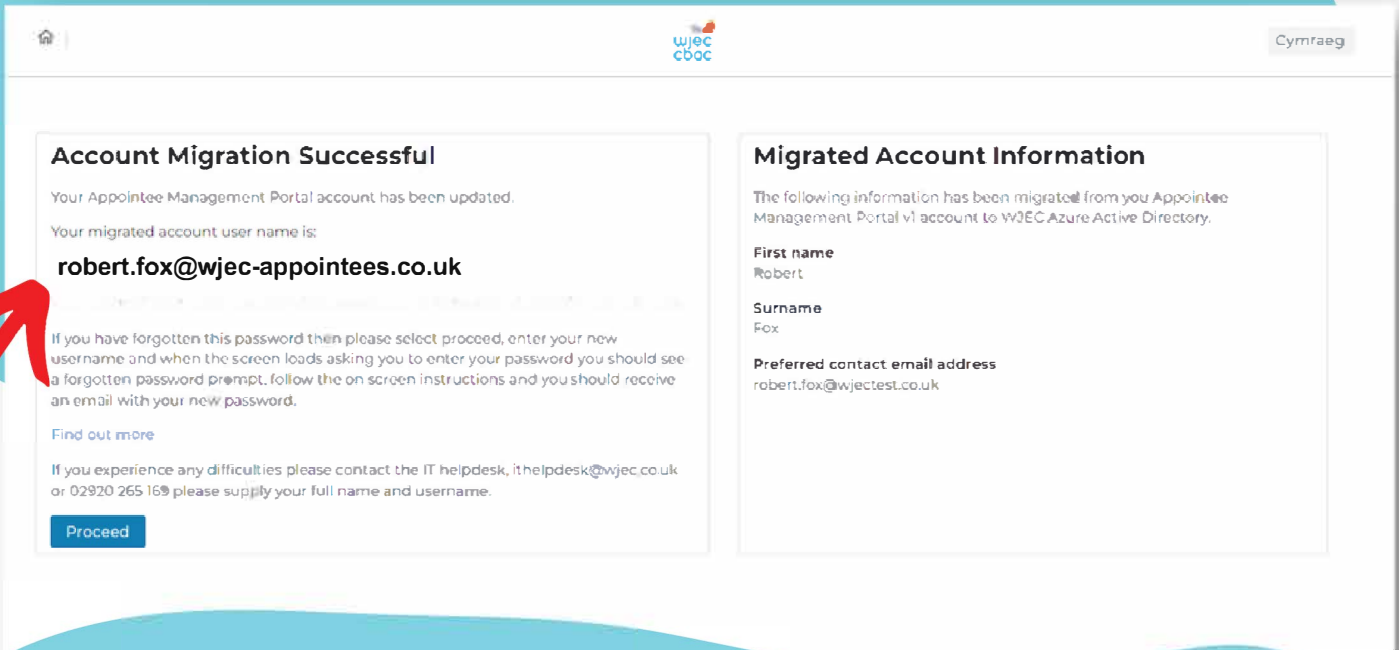 wjec
cbac
Cymraeg
Account Migration Successful
Your Appointee Management Portal account has been updated.
Your migrated account user name is:
robert.fox@wjec-appointees.co.uk
If you have forgotten this password then please select proceed, enter your new
username and when the screen loads asking you to enter your password you should see
a forgotten password prompt, follow the on screen instructions and you should receive
an email with your new password.
Find out more
If you experience any difficulties please contact the IT helpdesk, ithelpdesk@wjec.co.uk
or 02920 265 169 please supply your full name and username.
Proceed
Migrated Account Information
The following information has been migrated from you Appointee
Management Portal v1 account to WJEC Azure Active Directory.
First name
Robert
Surname
Fox
Preferred contact email address
robert.fox@wjectest.co.uk